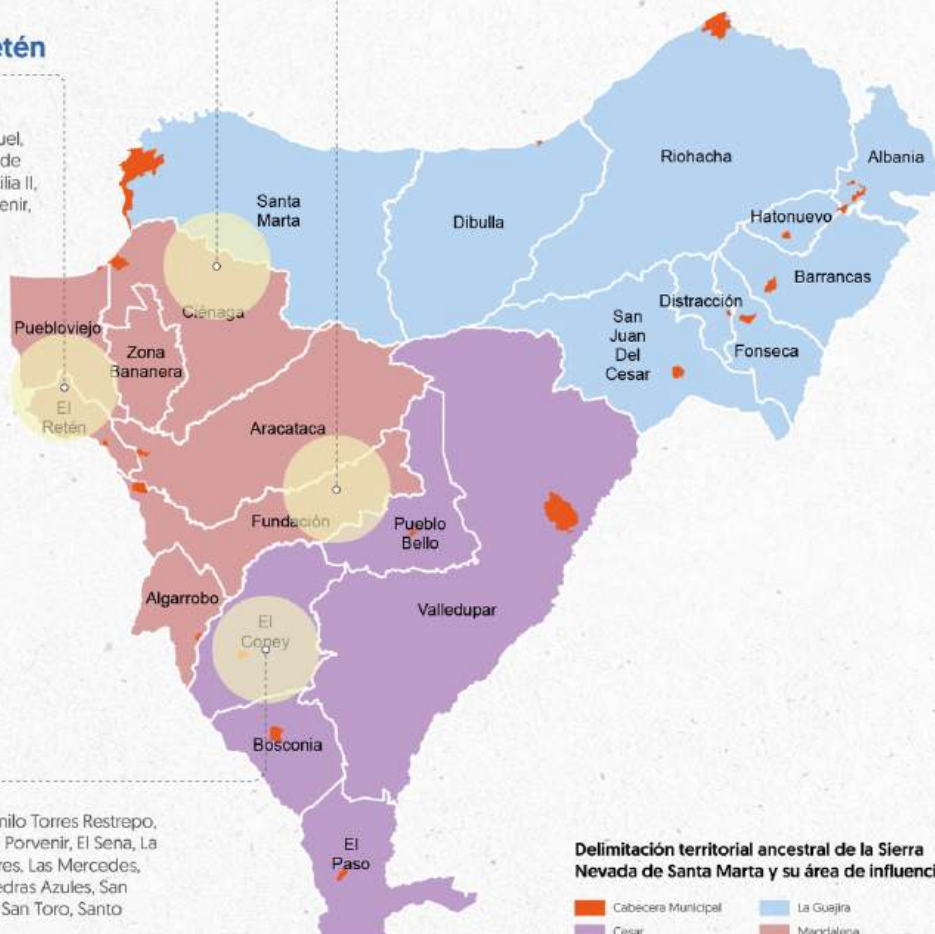 etén
uel,
de
ilia II,
enir,
Riohacha
Albania
Santa
Marta
Dibulla
Hatonuevo
Barrancas
Ciénaga
Distracción
San
Juan
Del
Cesar
Fonseca
Puebloviejo
Zona
Bananera
El
Retén
Aracataca
Fundación
Pueblo
Bello
Algarrobo
Valledupar
El
Copey
Bosconia
El
Paso
nilo Torres Restrepo,
Porvenir, El Sena, La
res, Las Mercedes,
edras Azules, San
San Toro, Santo
Delimitación territorial ancestral de la Sierra
Nevada de Santa Marta y su área de influenci
Cabecera Municipal
La Guajira
Cesar
Magdalena